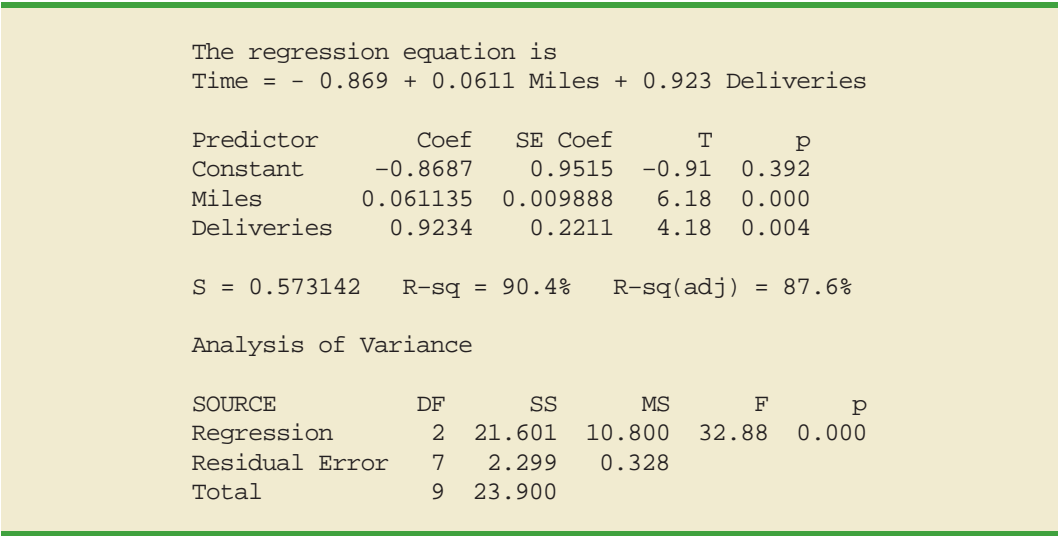 The regression equation is
Time = - 0.869 + 0.0611 Miles + 0.923 Deliveries
Predictor Coef SE Coef T p
Constant -0.8687 0.9515 -0.91 0.392
Miles 0.061135 0.009888 6.18 0.000
Deliveries 0.9234 0.2211 4.18 0.004
S = 0.573142 R-sq = 90.4% R-sq(adj) = 87.6%
Analysis of Variance
SOURCE DF SS MS F p
Regression 2 21.601 10.800 32.88 0.000
Residual Error 7 2.299 0.328
Total 9 23.900